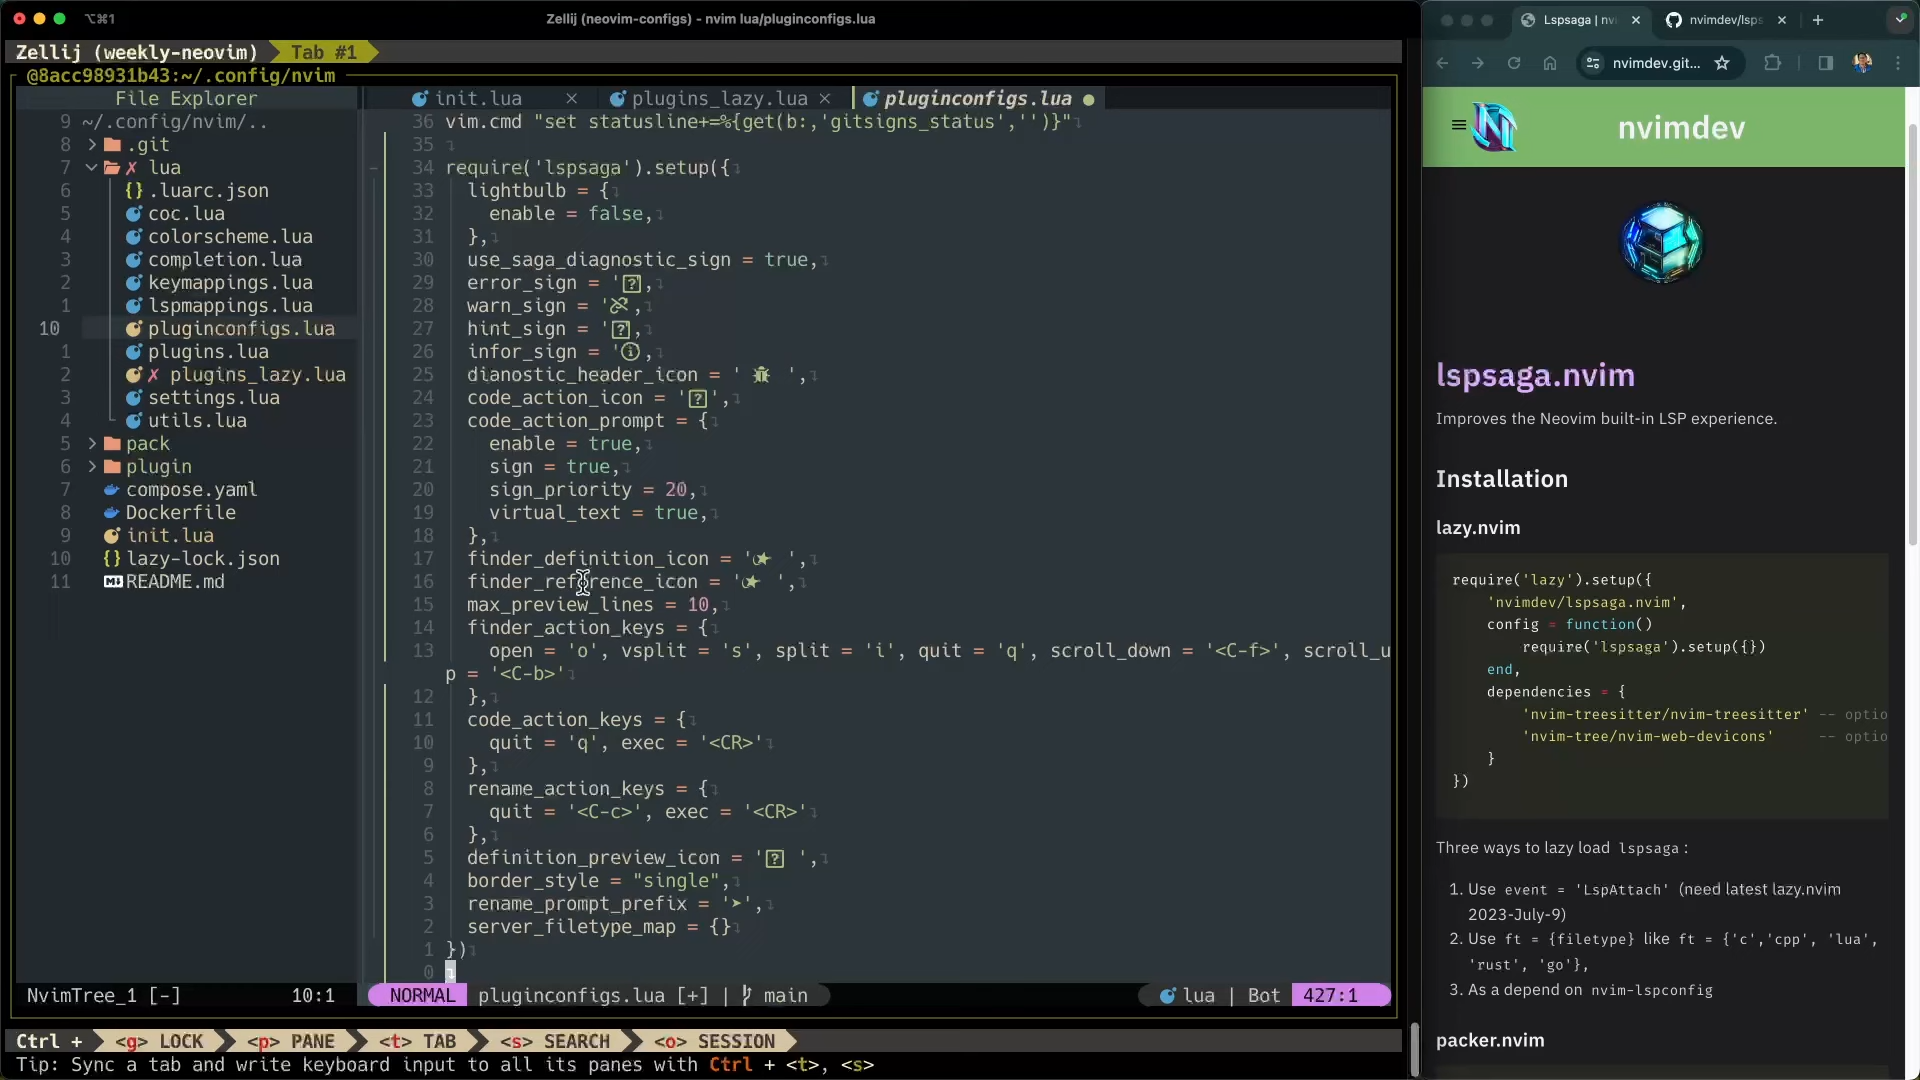 ⌥⌘1
Zellij (neovim-configs) - nvim lua/pluginconfigs.lua
Zellij (weekly-neovim) Tab #1
@8acc98931b43:~/.config/nvim
File Explorer
9 ~/.config/nvim/..
8 .git
7 ✗ lua
6 {} .luarc.json
5 coc.lua
4 colorscheme.lua
3 completion.lua
2 keymappings.lua
1 lspmappings.lua
10 pluginconfigs.lua
1 plugins.lua
2 ✗ plugins_lazy.lua
3 settings.lua
4 utils.lua
5 pack
6 plugin
7 compose.yaml
8 Dockerfile
9 init.lua
10 {} lazy-lock.json
11 README.md
NvimTree_1 [-] 10:1
init.lua × plugins_lazy.lua × pluginconfigs.lua ●
36 vim.cmd "set statusline+=%{get(b:,'gitsigns_status','')}"
35
34 require('lspsaga').setup({
33 lightbulb = {
32 enable = false,
31 },
30 use_saga_diagnostic_sign = true,
29 error_sign = ',
28 warn_sign = ',
27 hint_sign = ',
26 infor_sign = ',
25 dianostic_header_icon = '  ',
24 code_action_icon = '',
23 code_action_prompt = {
22 enable = true,
21 sign = true,
20 sign_priority = 20,
19 virtual_text = true,
18 },
17 finder_definition_icon = '  ',
16 finder_reference_icon = '  ',
15 max_preview_lines = 10,
14 finder_action_keys = {
13 open = 'o', vsplit = 's', split = 'i', quit = 'q', scroll_down = '<C-f>', scroll_u
p = '<C-b>'
12 },
11 code_action_keys = {
10 quit = 'q', exec = '<CR>'
9 },
8 rename_action_keys = {
7 quit = '<C-c>', exec = '<CR>'
6 },
5 definition_preview_icon = ' ',
4 border_style = "single",
3 rename_prompt_prefix = '➤',
2 server_filetype_map = {}
1 })
0
NORMAL pluginconfigs.lua [+] | main lua | Bot 427:1
Ctrl + <g> LOCK <p> PANE <t> TAB <s> SEARCH <o> SESSION
Tip: Sync a tab and write keyboard input to all its panes with Ctrl + <t>, <s>
Lspsaga | nvi × nvimdev/lsps × +
nvimdev.git...
nvimdev
lspsaga.nvim
Improves the Neovim built-in LSP experience.
Installation
lazy.nvim
require('lazy').setup({
'nvimdev/lspsaga.nvim',
config = function()
require('lspsaga').setup({})
end,
dependencies = {
'nvim-treesitter/nvim-treesitter' -- optio
'nvim-tree/nvim-web-devicons' -- optio
}
})
Three ways to lazy load lspsaga :
1. Use event = 'LspAttach' (need latest lazy.nvim
2023-July-9)
2. Use ft = {filetype} like ft = {'c','cpp', 'lua',
'rust', 'go'},
3. As a depend on nvim-lspconfig
packer.nvim